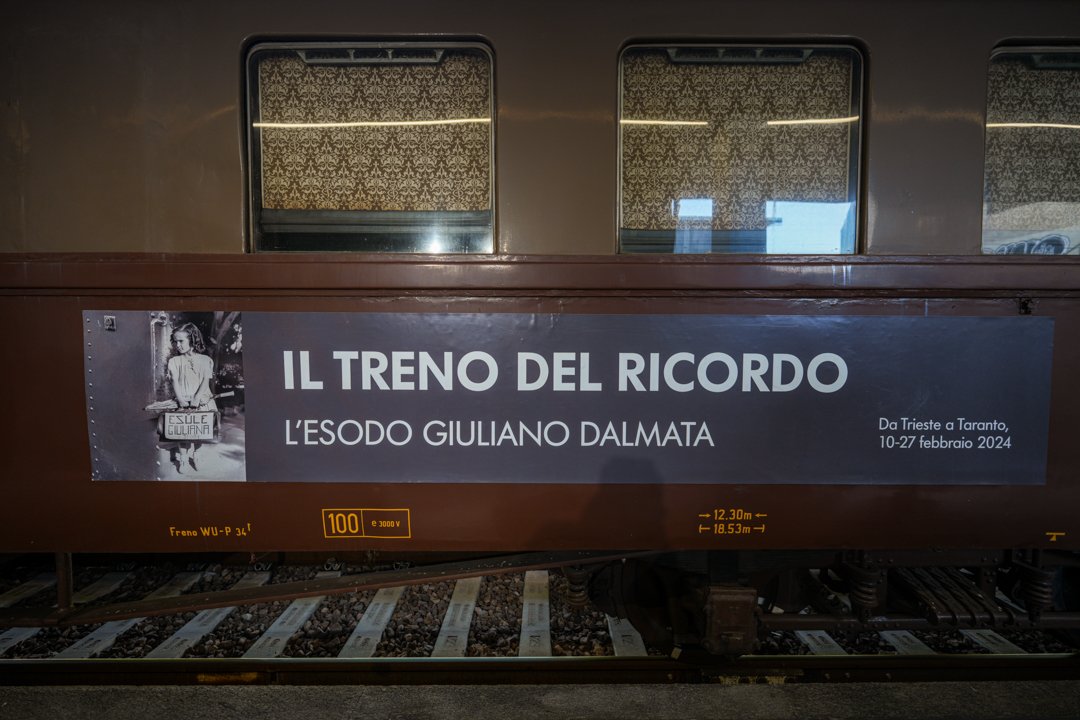 IL TRENO DEL RICORDO
L'ESODO GIULIANO DALMATA
Da Trieste a Taranto,
10-27 febbraio 2024
ESULE
GIULIANA
Freno WU-P 34 T
100 e 3000 V
12.30m
18.53m